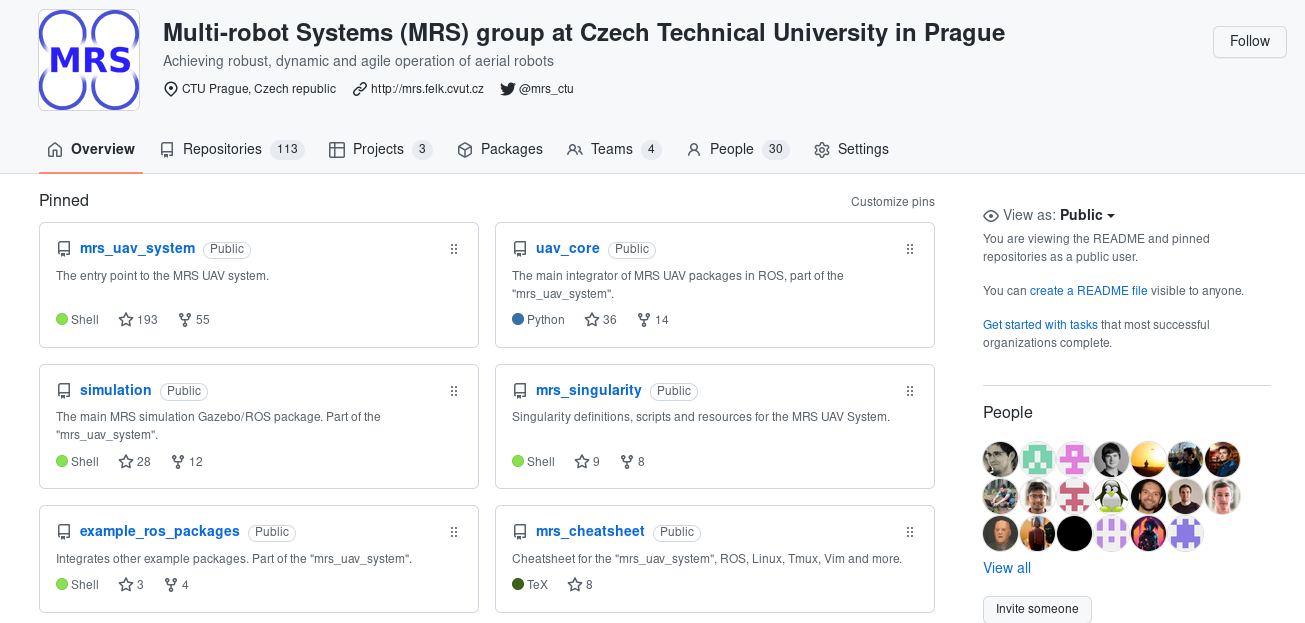 MRS
Multi-robot Systems (MRS) group at Czech Technical University in Prague
Achieving robust, dynamic and agile operation of aerial robots
CTU Prague, Czech republic http://mrs.felk.cvut.cz @mrs_ctu
Follow
Overview Repositories 113 Projects 3 Packages Teams 4 People 30 Settings
Pinned
Customize pins
mrs_uav_system Public
The entry point to the MRS UAV system.
Shell 193 55
uav_core Public
The main integrator of MRS UAV packages in ROS, part of the
"mrs_uav_system".
Python 36 14
simulation Public
The main MRS simulation Gazebo/ROS package. Part of the
"mrs_uav_system".
Shell 28 12
mrs_singularity Public
Singularity definitions, scripts and resources for the MRS UAV System.
Shell 9 8
example_ros_packages Public
Integrates other example packages. Part of the "mrs_uav_system".
Shell 3 4
mrs_cheatsheet Public
Cheatsheet for the "mrs_uav_system", ROS, Linux, Tmux, Vim and more.
TeX 8
View as: Public
You are viewing the README and pinned
repositories as a public user.
You can create a README file visible to anyone.
Get started with tasks that most successful
organizations complete.
People
View all
Invite someone